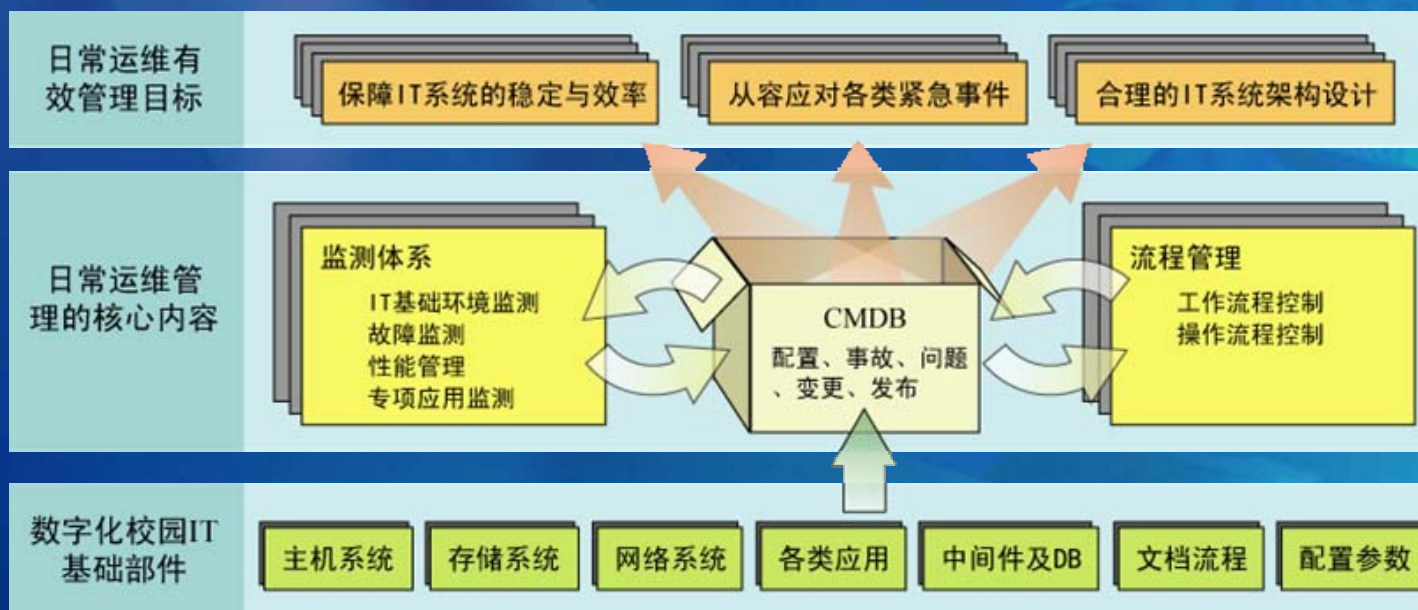 日常运维有
效管理目标
保障IT系统的稳定与效率
从容应对各类紧急事件
合理的IT系统架构设计
日常运维管
理的核心内容
监测体系
IT基础环境监测
故障监测
性能管理
专项应用监测
CMDB
配置、事故、问题
、变更、发布
流程管理
工作流程控制
操作流程控制
数字化校园IT
基础部件
主机系统
存储系统
网络系统
各类应用
中间件及DB
文档流程
配置参数